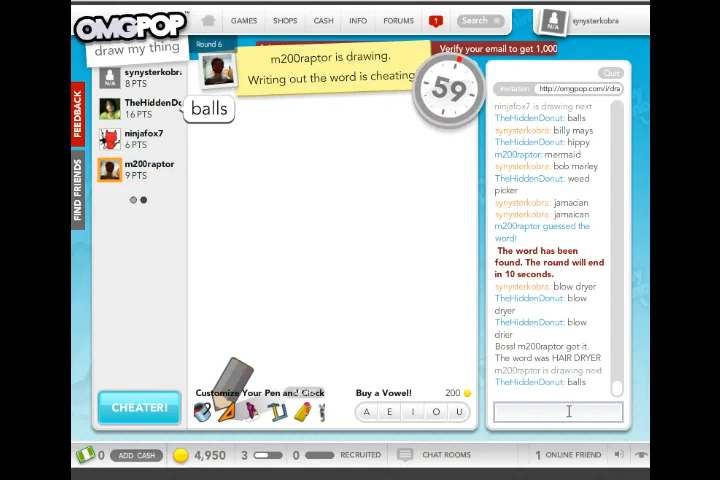 OMGPOP
GAMES
SHOPS
CASH
INFO
FORUMS
1
Search
N/A
synysterkobra
draw my thing
Round 6
m200raptor is drawing.
Writing out the word is cheating
Verify your email to get 1,000
59
FEEDBACK
FIND FRIENDS
N/A
synysterkobra
8 PTS
TheHiddenDo
16 PTS
balls
ninjafox7
6 PTS
m200raptor
9 PTS
CHEATER!
Customize Your Pen and Clock
Buy a Vowel!
200
A E I O U
Quit
Invitation
http://omgpop.com/i/dra
ninjafox7 is drawing next
TheHiddenDonut: balls
synysterkobra: billy mays
TheHiddenDonut: hippy
m200raptor: mermaid
synysterkobra: bob marley
TheHiddenDonut: weed
picker
synysterkobra: jamacian
synysterkobra: jamaican
m200raptor guessed the
word!
The word has been
found. The round will end
in 10 seconds.
synysterkobra: blow dryer
TheHiddenDonut: blow
dryer
TheHiddenDonut: blow
drier
Boss! m200raptor got it.
The word was HAIR DRYER
m200raptor is drawing next
TheHiddenDonut: balls
0
ADD CASH
4,950
3
0
RECRUITED
CHAT ROOMS
1 ONLINE FRIEND